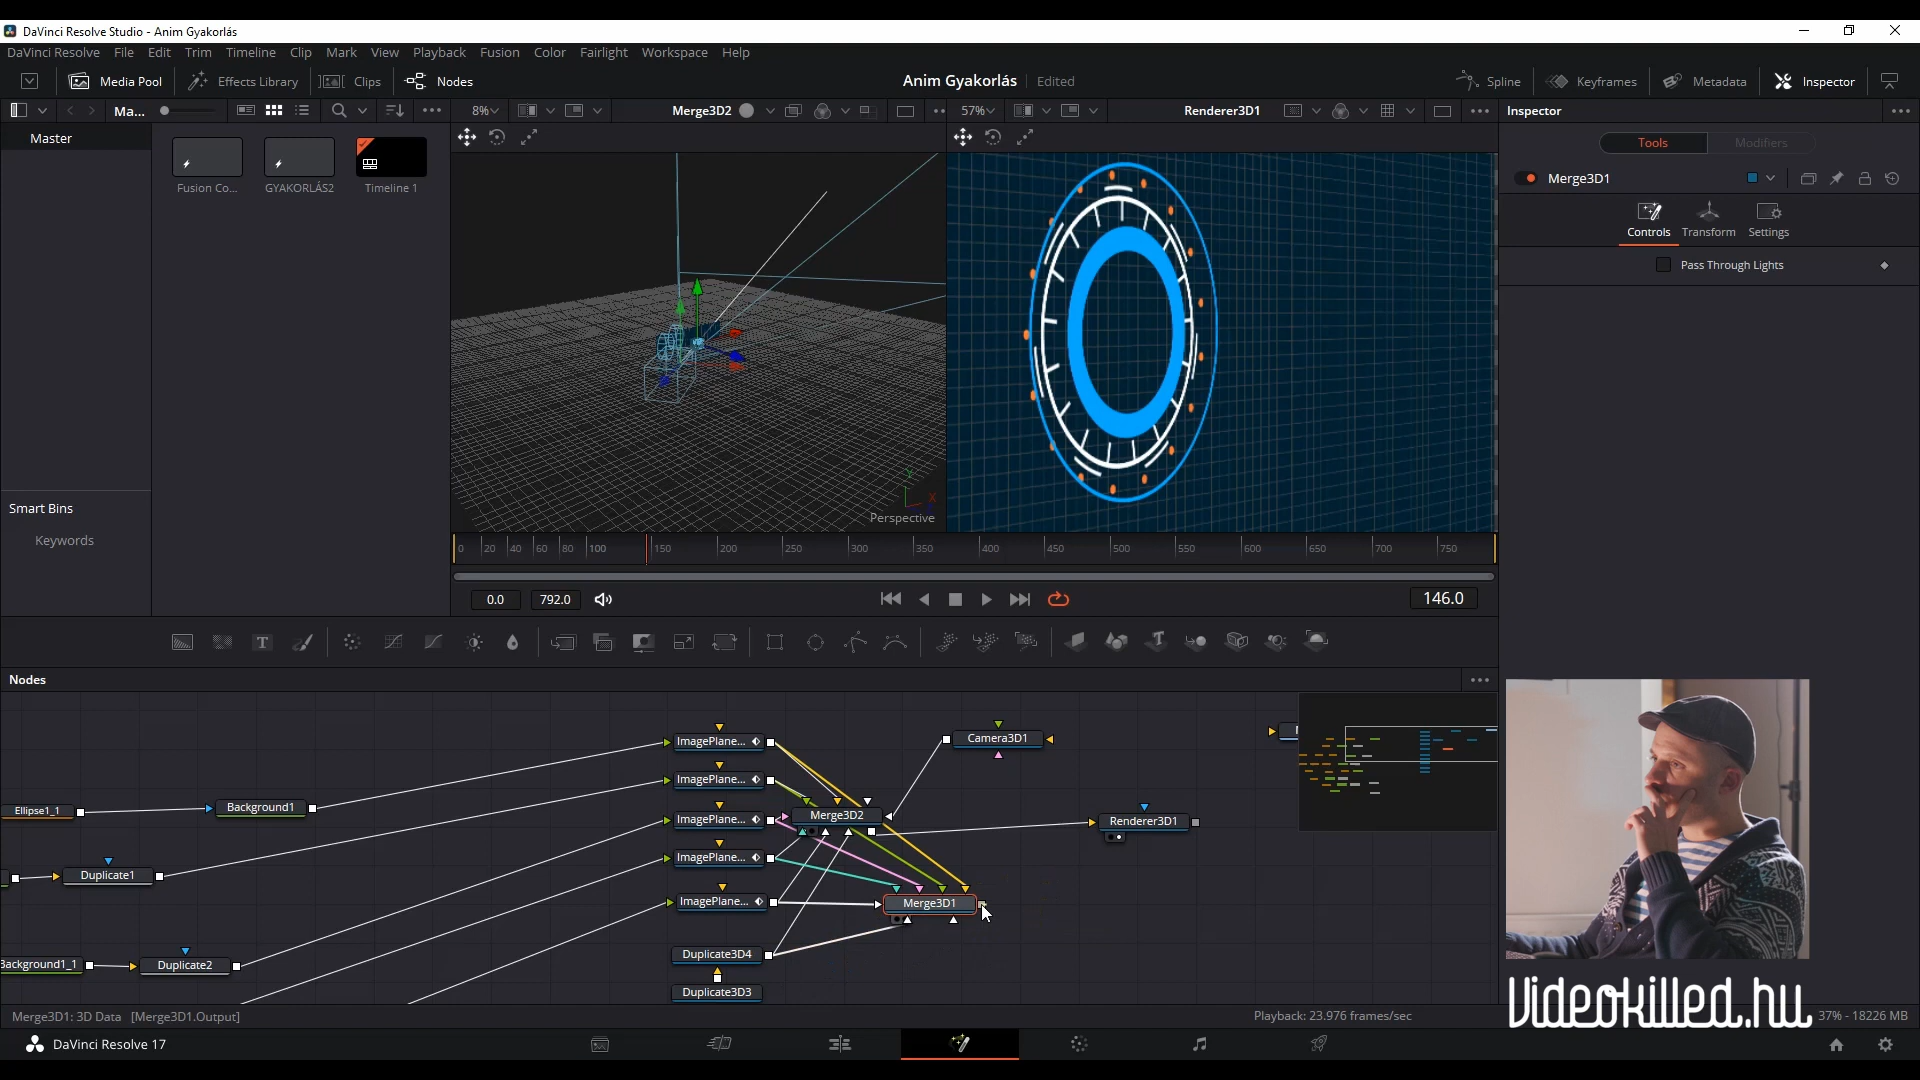 DaVinci Resolve Studio - Anim Gyakorlás
DaVinci Resolve File Edit Trim Timeline Clip Mark View Playback Fusion Color Fairlight Workspace Help
Media Pool Effects Library Clips Nodes Anim Gyakorlás Edited Spline Keyframes Metadata Inspector
Ma... 8% Merge3D2 57% Renderer3D1 Inspector
Master
Tools Modifiers
Fusion Co... GYAKORLÁS2 Timeline 1
Merge3D1
Controls Transform Settings
Pass Through Lights
Y
X
Perspective
Smart Bins
Keywords
0 20 40 60 80 100 150 200 250 300 350 400 450 500 550 600 650 700 750
0.0 792.0 146.0
Nodes
ImagePlane...
Camera3D1
ImagePlane...
Ellipse1_1
Background1
ImagePlane...
Merge3D2
Renderer3D1
ImagePlane...
Duplicate1
ImagePlane...
Merge3D1
Duplicate3D4
Background1_1
Duplicate2
Duplicate3D3
Videokilled.hu
Merge3D1: 3D Data [Merge3D1.Output] Playback: 23.976 frames/sec 37% - 18226 MB
DaVinci Resolve 17